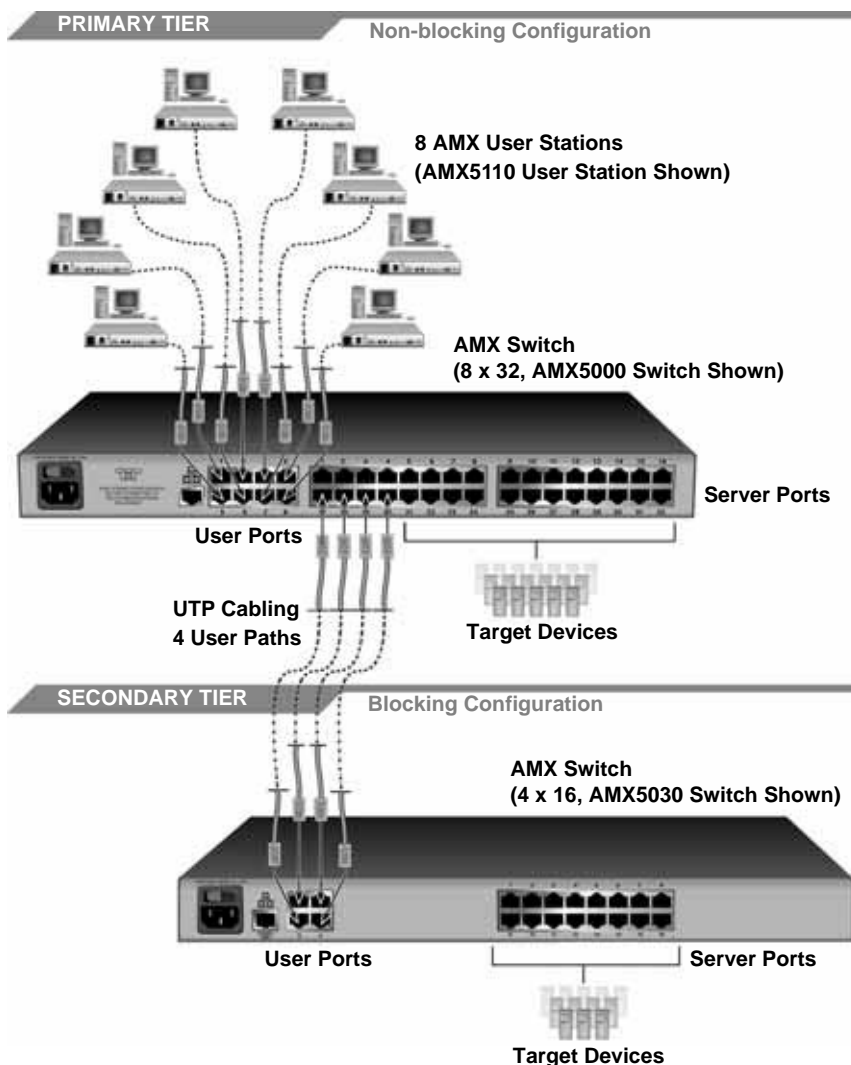 PRIMARY TIER
Non-blocking Configuration
8 AMX User Stations
(AMX5110 User Station Shown)
AMX Switch
(8 x 32, AMX5000 Switch Shown)
Server Ports
User Ports
UTP Cabling
4 User Paths
Target Devices
SECONDARY TIER
Blocking Configuration
AMX Switch
(4 x 16, AMX5030 Switch Shown)
User Ports
Server Ports
Target Devices